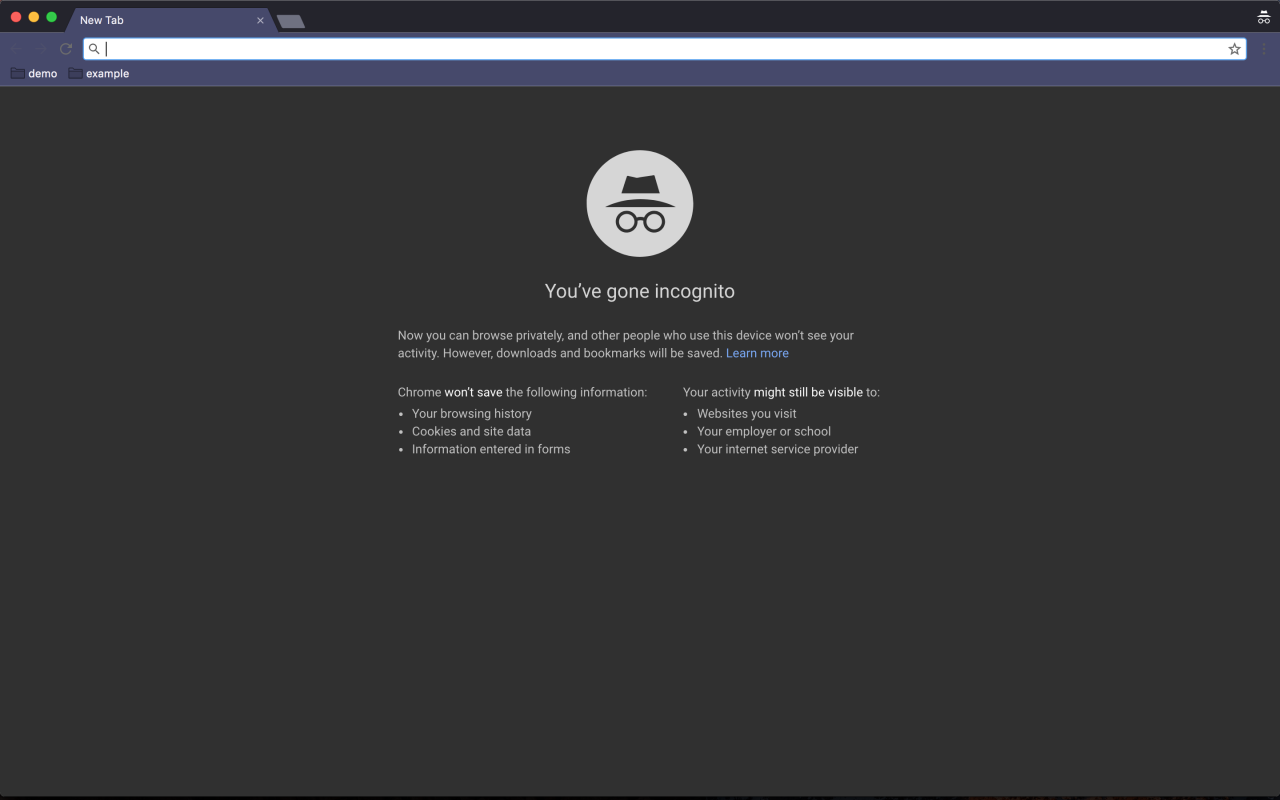 New Tab
demo example
You’ve gone incognito
Now you can browse privately, and other people who use this device won’t see your
activity. However, downloads and bookmarks will be saved. Learn more
Chrome won’t save the following information:
• Your browsing history
• Cookies and site data
• Information entered in forms
Your activity might still be visible to:
• Websites you visit
• Your employer or school
• Your internet service provider